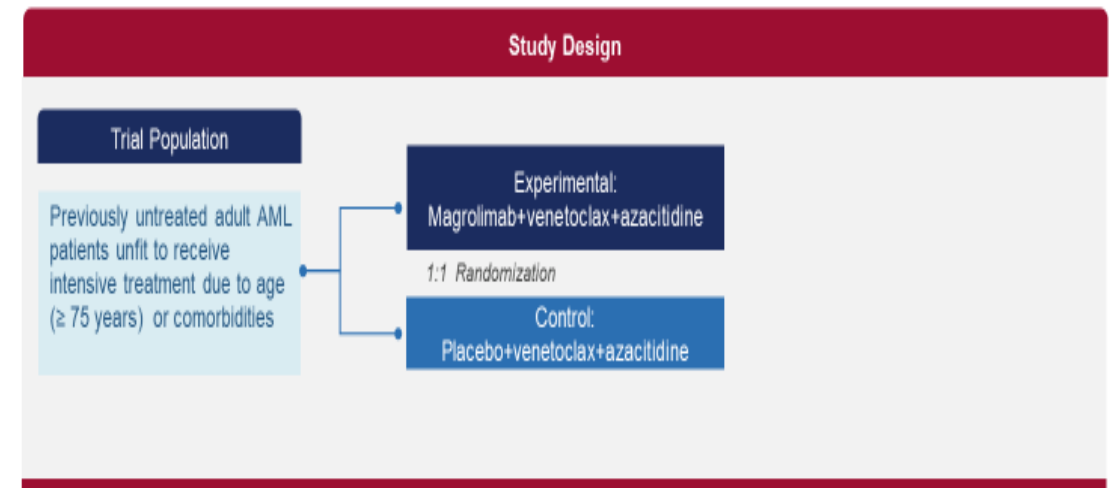 Study Design
Trial Population
Previously untreated adult AML
patients unfit to receive
intensive treatment due to age
(≥ 75 years) or comorbidities
Experimental:
Magrolimab+venetoclax+azacitidine
1:1 Randomization
Control:
Placebo+venetoclax+azacitidine